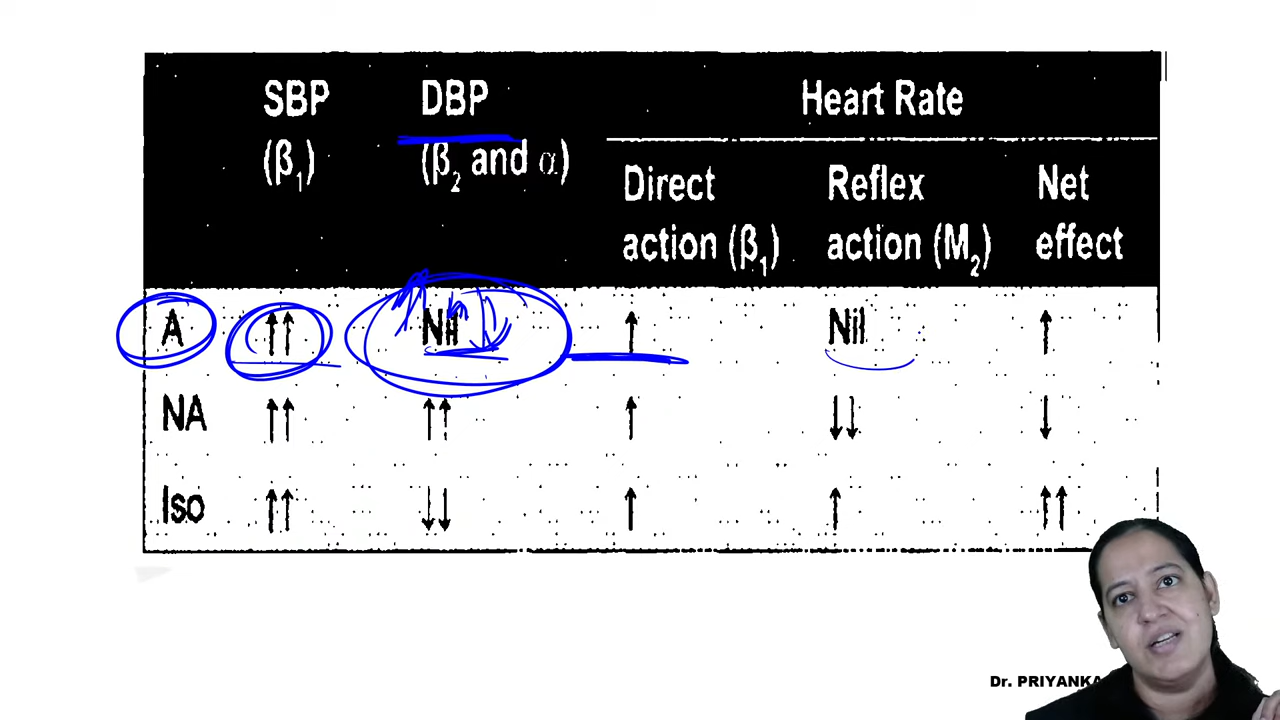 SBP DBP Heart Rate
(β₁) (β₂ and α)
Direct Reflex Net
action (β₁) action (M₂) effect
A ↑↑ Nil ↑ Nil ↑
NA ↑↑ ↑↑ ↑ ↓↓ ↓
Iso ↑↑ ↓↓ ↑ ↑ ↑↑
Dr. PRIYANKA